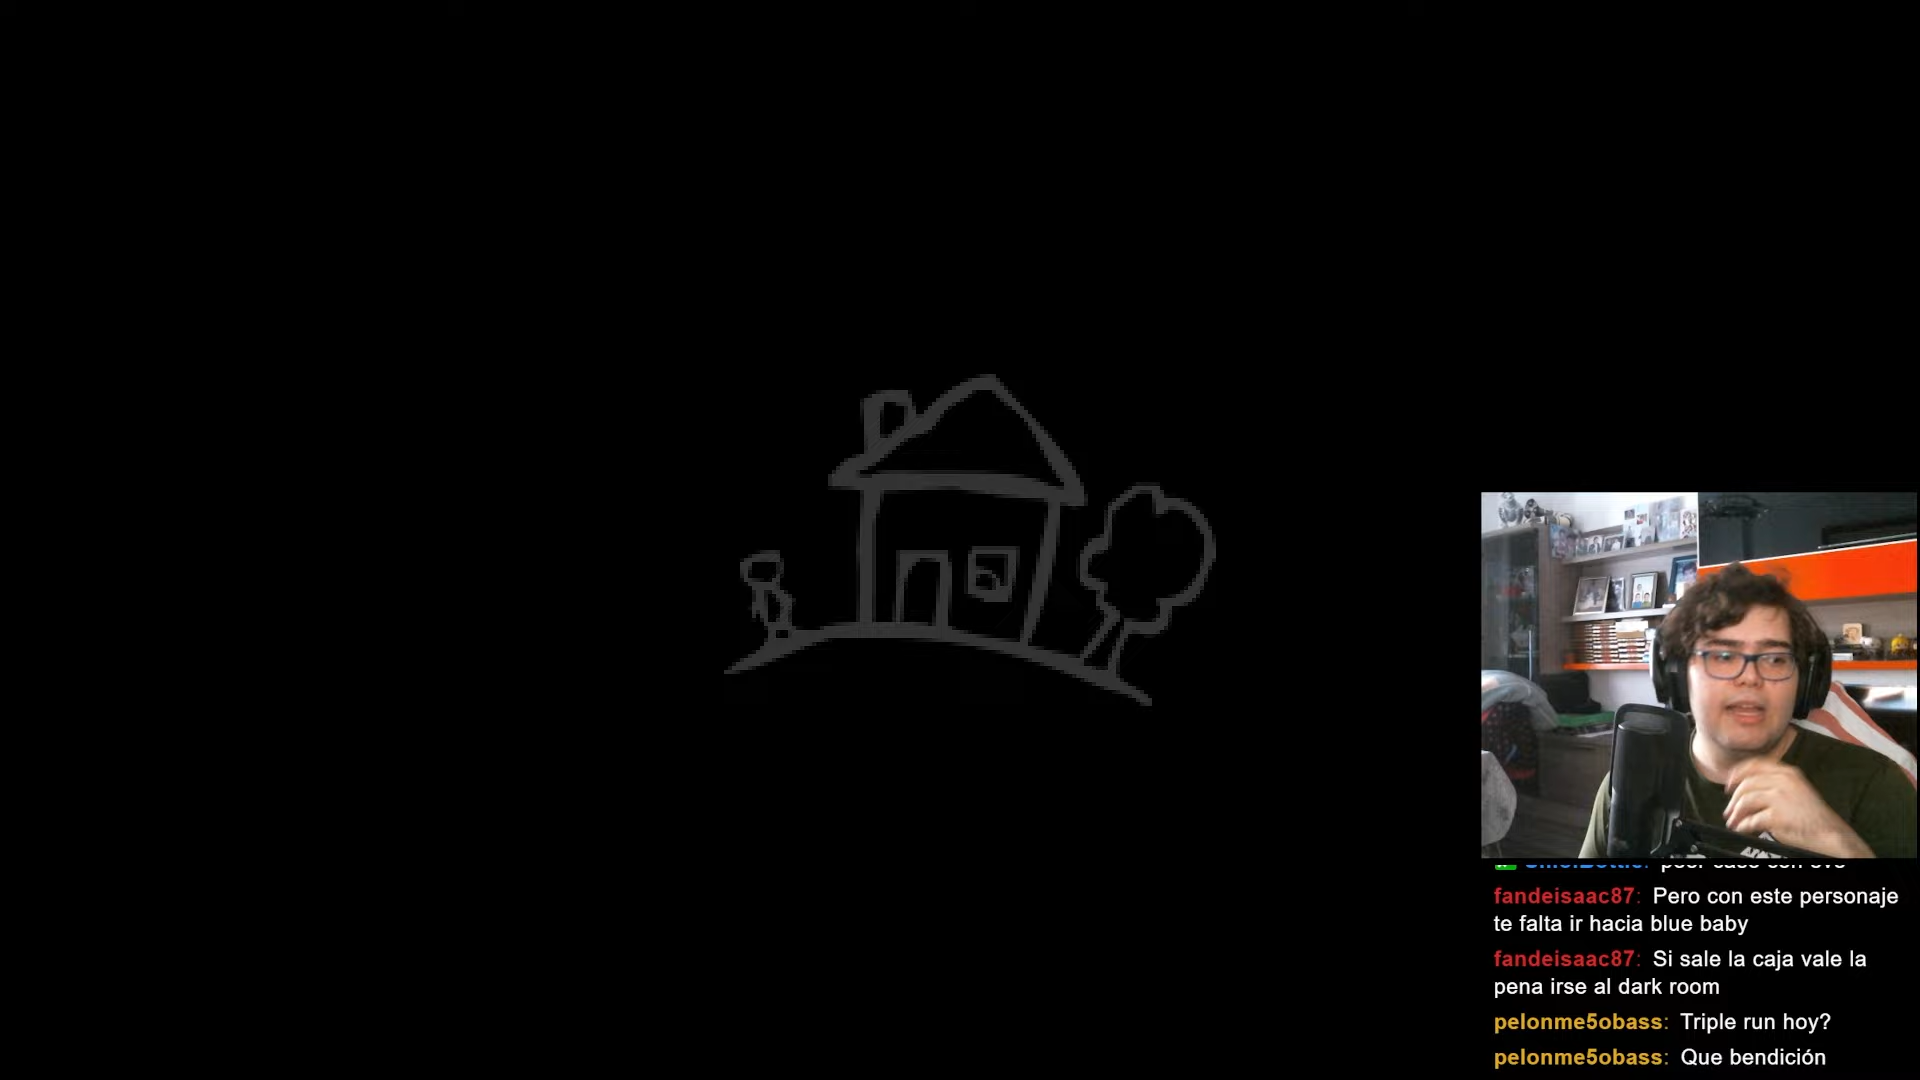 fandeisaac87: Pero con este personaje
te falta ir hacia blue baby
fandeisaac87: Si sale la caja vale la
pena irse al dark room
pelonme5obass: Triple run hoy?
pelonme5obass: Que bendición